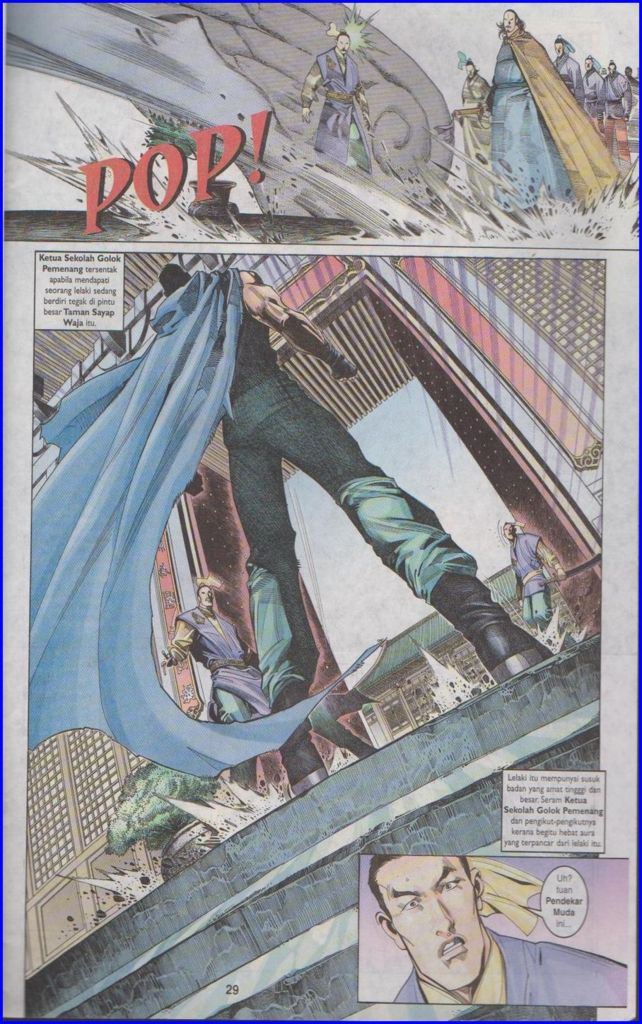 POP!
Ketua Sekolah Golok
Pemenang tersentak
apabila mendapati
seorang lelaki sedang
berdiri tegak di pintu
besar Taman Sayap
Waja itu.
Lelaki itu mempunyai susuk
badan yang amat tingggi dan
besar. Seram Ketua
Sekolah Golok Pemenang
dan pengikut-pengikutnya
kerana begitu hebat aura
yang terpancar dari lelaki itu.
Uh?
tuan
Pendekar
Muda
ini...
29